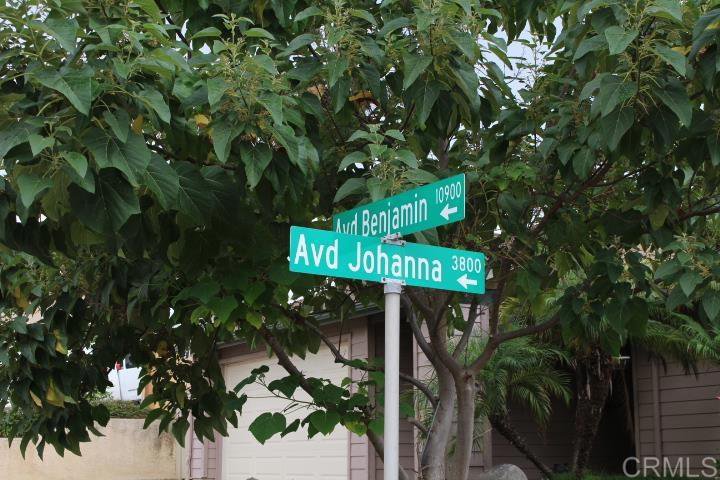 Avd Benjamin 10900
Avd Johanna 3800
CRMLS